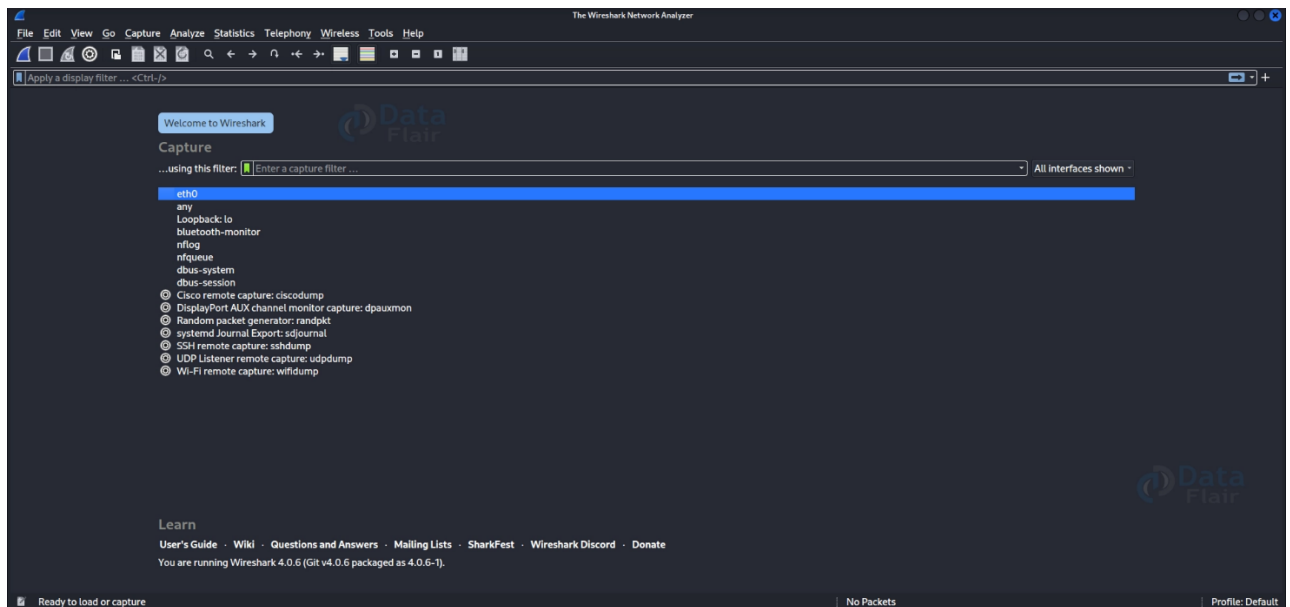 The Wireshark Network Analyzer
File Edit View Go Capture Analyze Statistics Telephony Wireless Tools Help
Apply a display filter ... <Ctrl-/>
Welcome to Wireshark
Data
Flair
Capture
...using this filter: Enter a capture filter ... All interfaces shown
eth0
any
Loopback: lo
bluetooth-monitor
nflog
nfqueue
dbus-system
dbus-session
Cisco remote capture: ciscodump
DisplayPort AUX channel monitor capture: dpauxmon
Random packet generator: randpkt
systemd Journal Export: sdjournal
SSH remote capture: sshdump
UDP Listener remote capture: udpdump
Wi-Fi remote capture: wifidump
Data
Flair
Learn
User's Guide · Wiki · Questions and Answers · Mailing Lists · SharkFest · Wireshark Discord · Donate
You are running Wireshark 4.0.6 (Git v4.0.6 packaged as 4.0.6-1).
Ready to load or capture No Packets Profile: Default